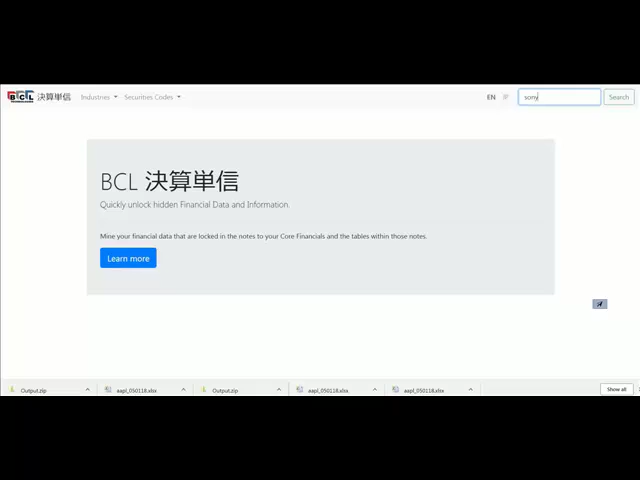 BCL 決算単信 Industries Securities Codes EN sony Search
BCL 決算単信
Quickly unlock hidden Financial Data and Information.
Mine your financial data that are locked in the notes to your Core Financials and the tables within those notes.
Learn more
Output.zip aapl_050118.xlsx Output.zip aapl_050118.xlsx aapl_050118.xlsx Show all